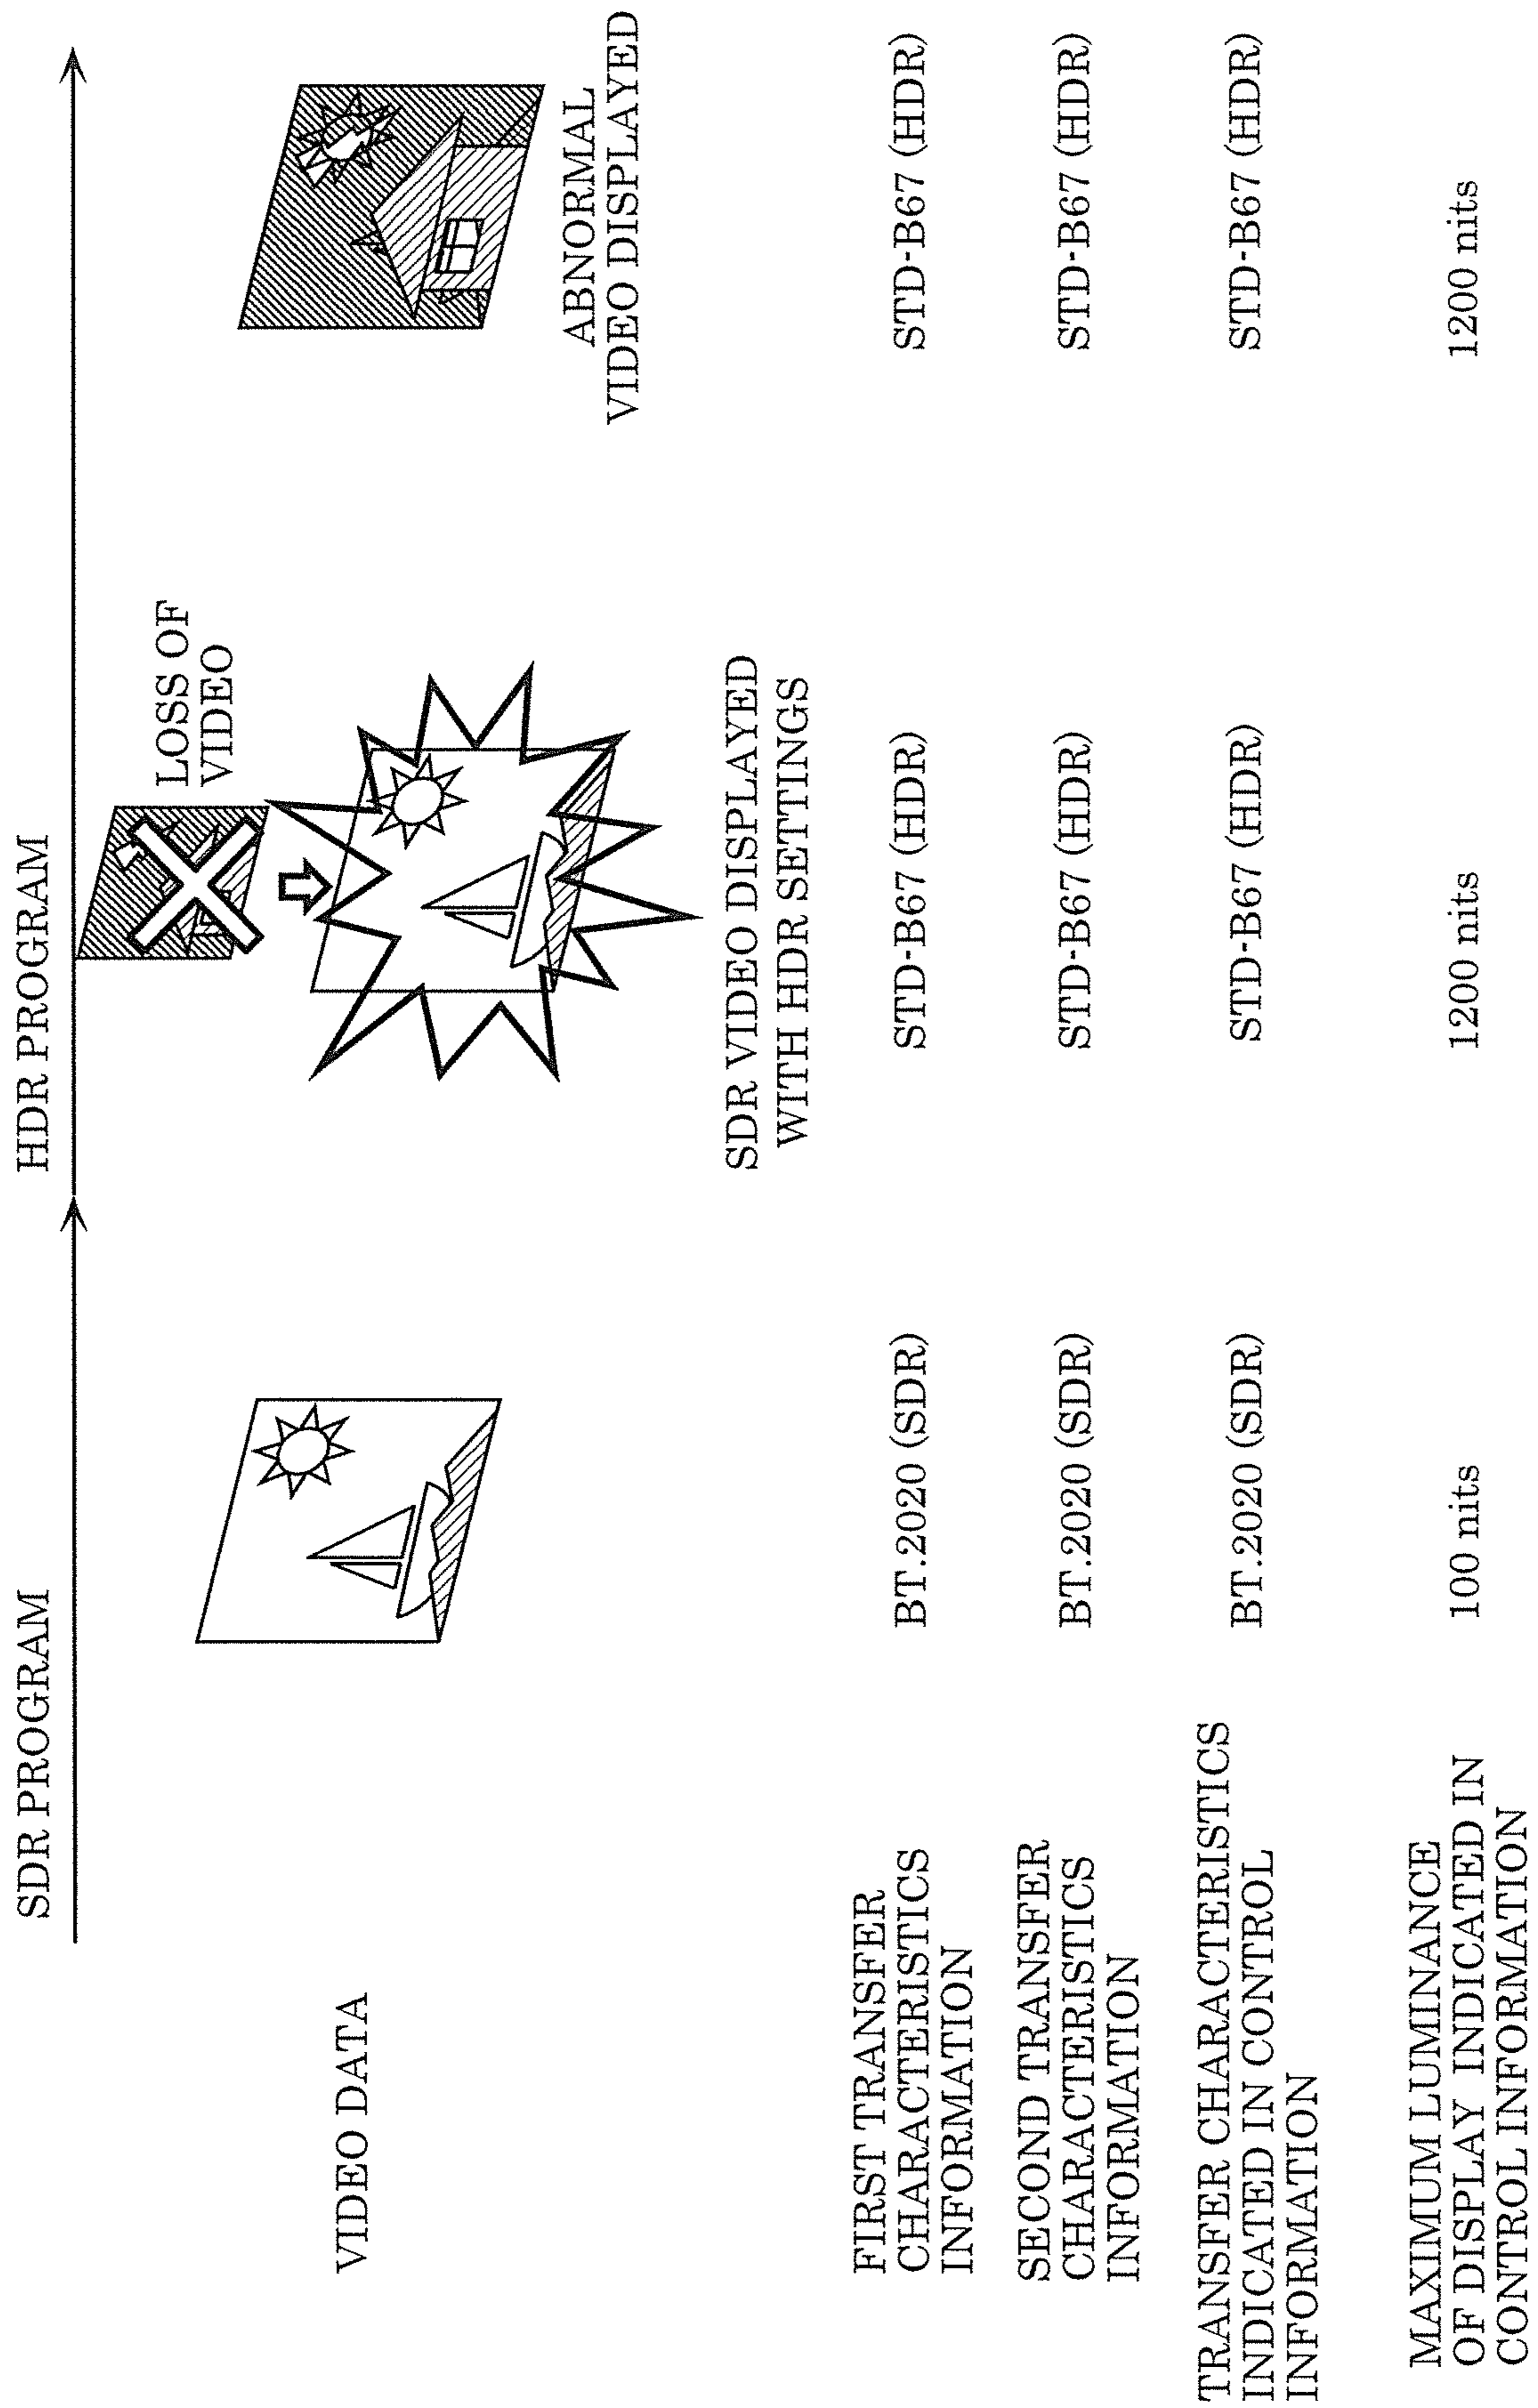 SDR PROGRAM
HDR PROGRAM
VIDEO DATA
LOSS OF
VIDEO
SDR VIDEO DISPLAYED
WITH HDR SETTINGS
ABNORMAL
VIDEO DISPLAYED
FIRST TRANSFER
CHARACTERISTICS
INFORMATION
BT.2020 (SDR)
STD-B67 (HDR)
STD-B67 (HDR)
SECOND TRANSFER
CHARACTERISTICS
INFORMATION
BT.2020 (SDR)
STD-B67 (HDR)
STD-B67 (HDR)
TRANSFER CHARACTERISTICS
INDICATED IN CONTROL
INFORMATION
BT.2020 (SDR)
STD-B67 (HDR)
STD-B67 (HDR)
MAXIMUM LUMINANCE
OF DISPLAY INDICATED IN
CONTROL INFORMATION
100 nits
1200 nits
1200 nits